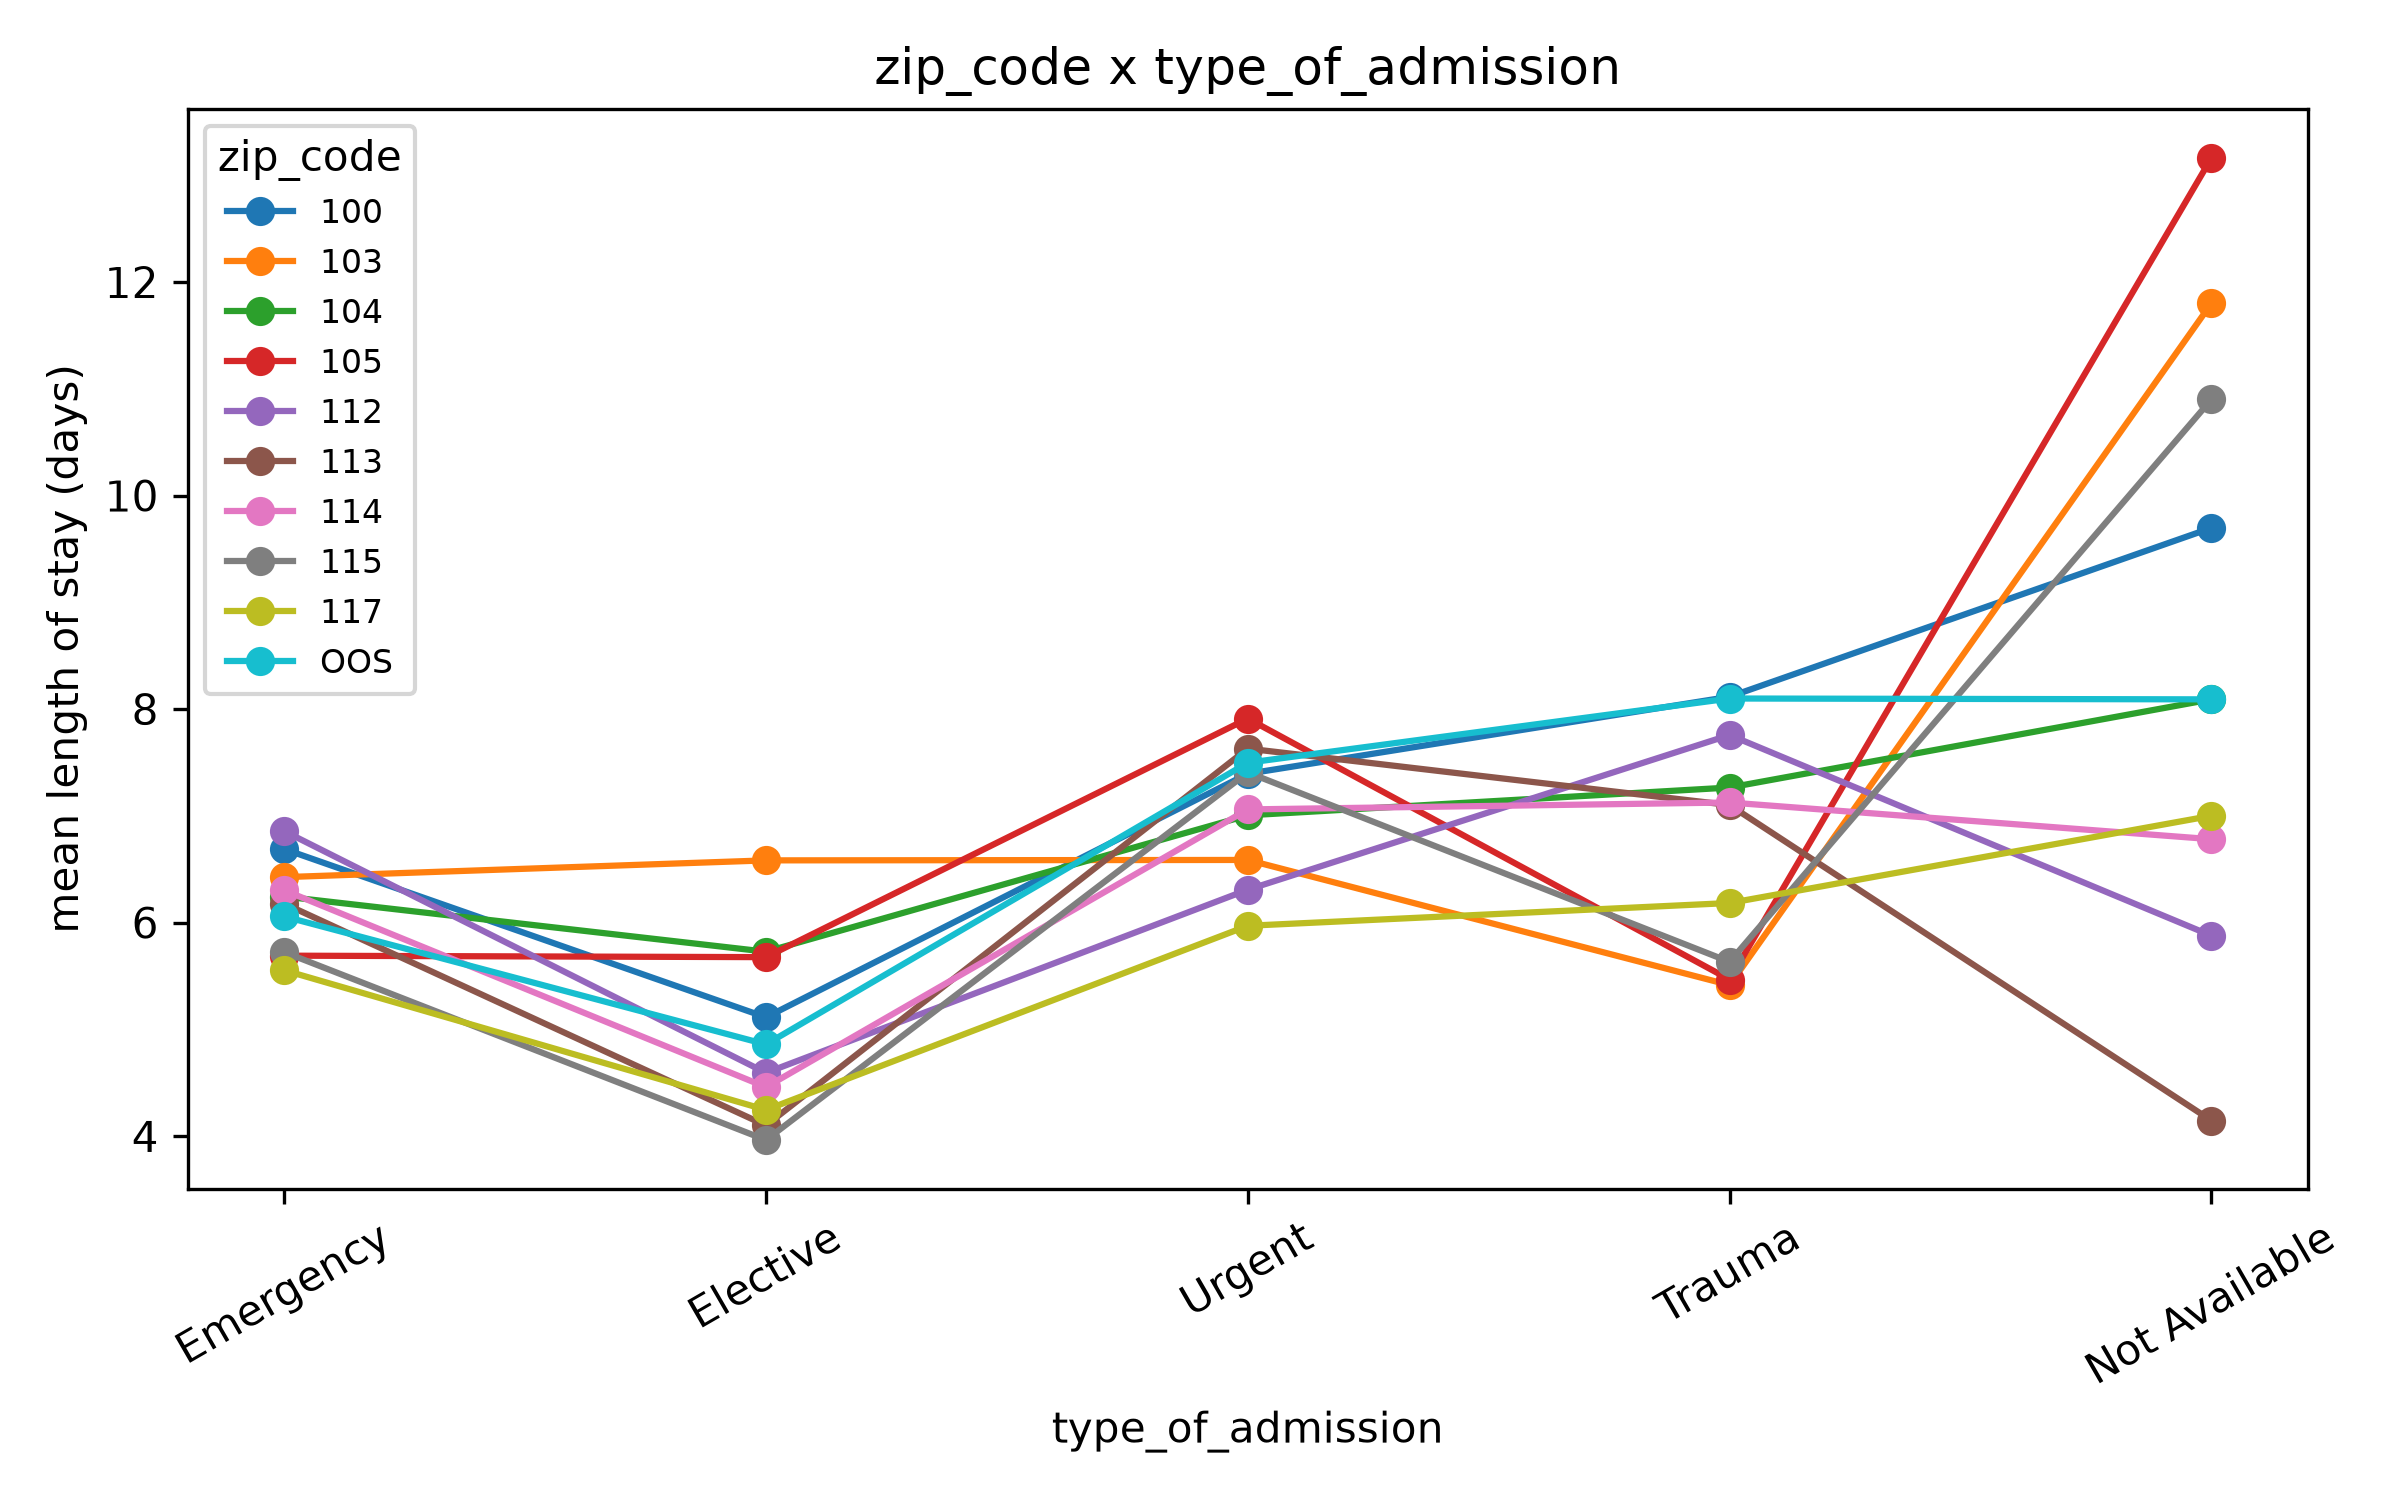 zip_code x type_of_admission
zip_code
100
103
104
105
112
113
114
115
117
OOS
mean length of stay (days)
12
10
8
6
4
Emergency
Elective
Urgent
Trauma
Not Available
type_of_admission